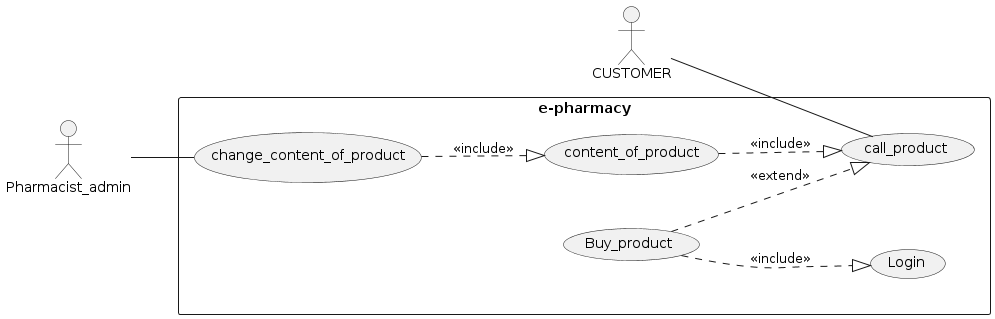 CUSTOMER
e-pharmacy
Pharmacist_admin
change_content_of_product
«include»
content_of_product
«include»
call_product
«extend»
Buy_product
«include»
Login